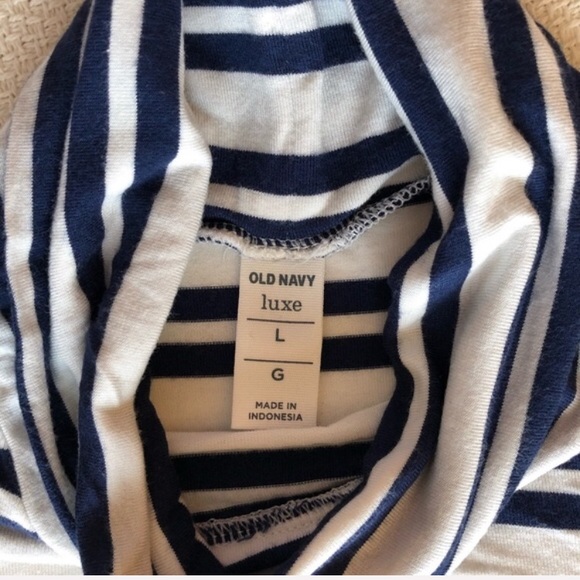 OLD NAVY
luxe
L
G
MADE IN
INDONESIA